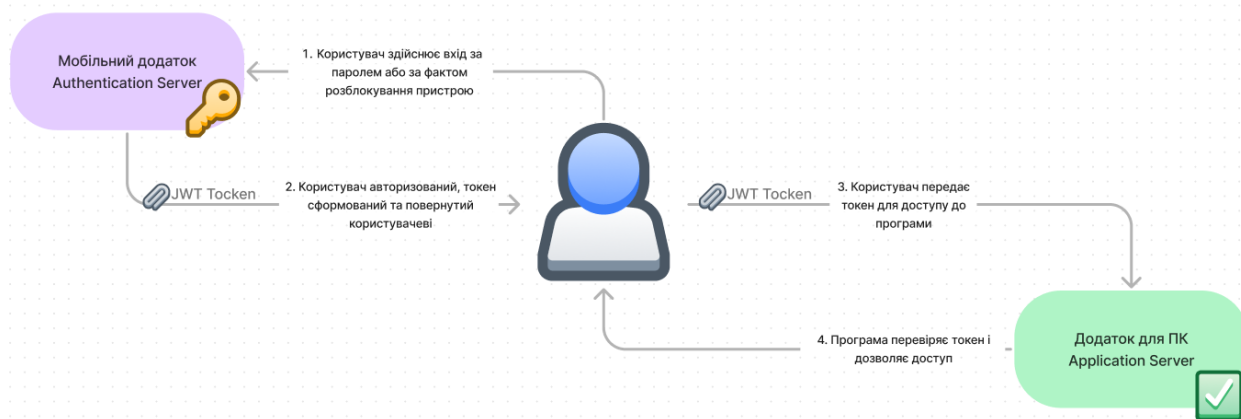 Мобільний додаток
Authentication Server
1. Користувач здійснює вхід за
паролем або за фактом
розблокування пристрою
JWT Tocken
2. Користувач авторизований, токен
сформований та повернутий
користувачеві
JWT Tocken
3. Користувач передає
токен для доступу до
програми
4. Програма перевіряє токен і
дозволяє доступ
Додаток для ПК
Application Server